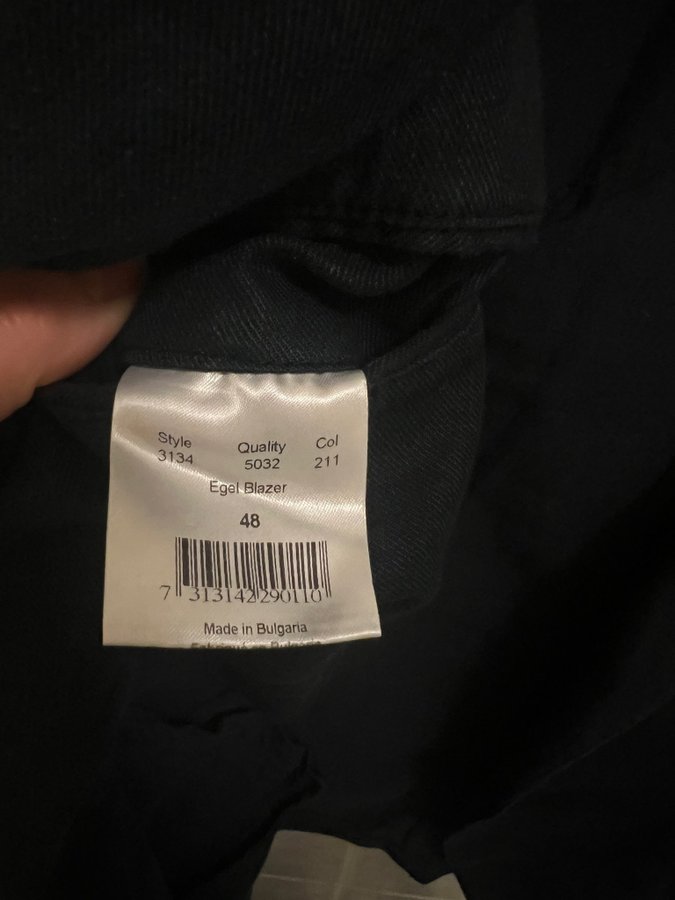 Style Quality Col
3134 5032 211
Egel Blazer
48
7 313142 290110
Made in Bulgaria